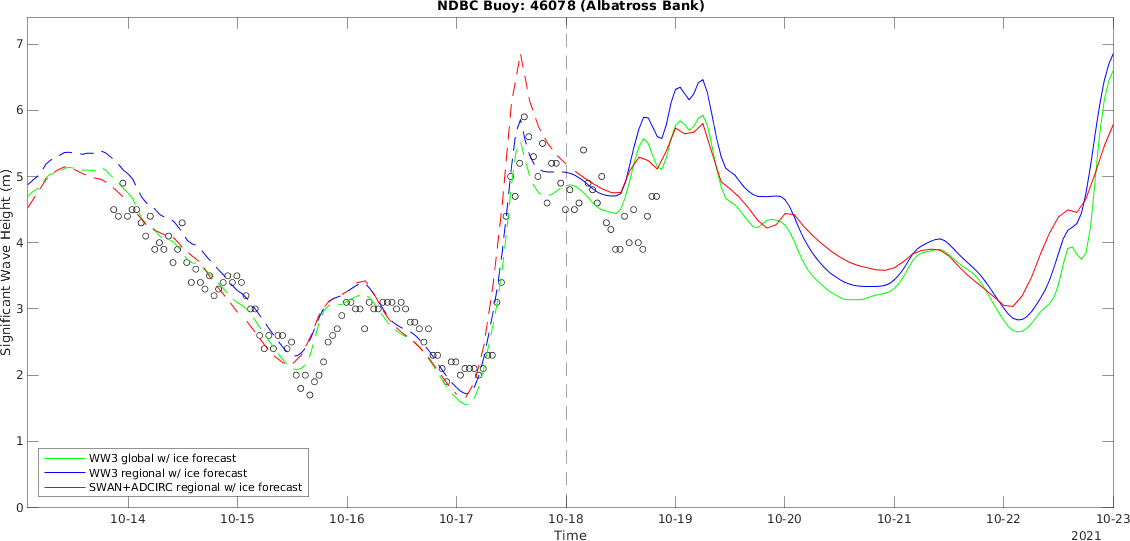 NDBC Buoy: 46078 (Albatross Bank)
7
6
5
4
3
2
1
0
Significant Wave Height (m)
WW3 global w/ ice forecast
WW3 regional w/ ice forecast
SWAN+ADCIRC regional w/ ice forecast
10-14 10-15 10-16 10-17 10-18 10-19 10-20 10-21 10-22 10-23
Time
2021